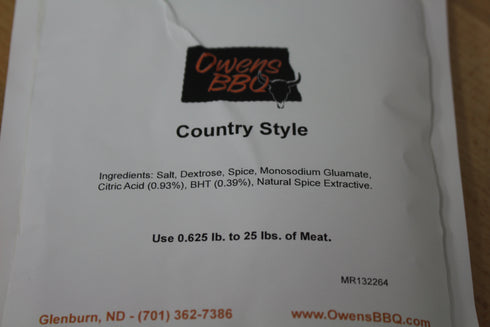 Owens
BBQ
Country Style
Ingredients: Salt, Dextrose, Spice, Monosodium Gluamate,
Citric Acid (0.93%), BHT (0.39%), Natural Spice Extractive.
Use 0.625 lb. to 25 lbs. of Meat.
MR132264
Glenburn, ND - (701) 362-7386 www.OwensBBQ.com